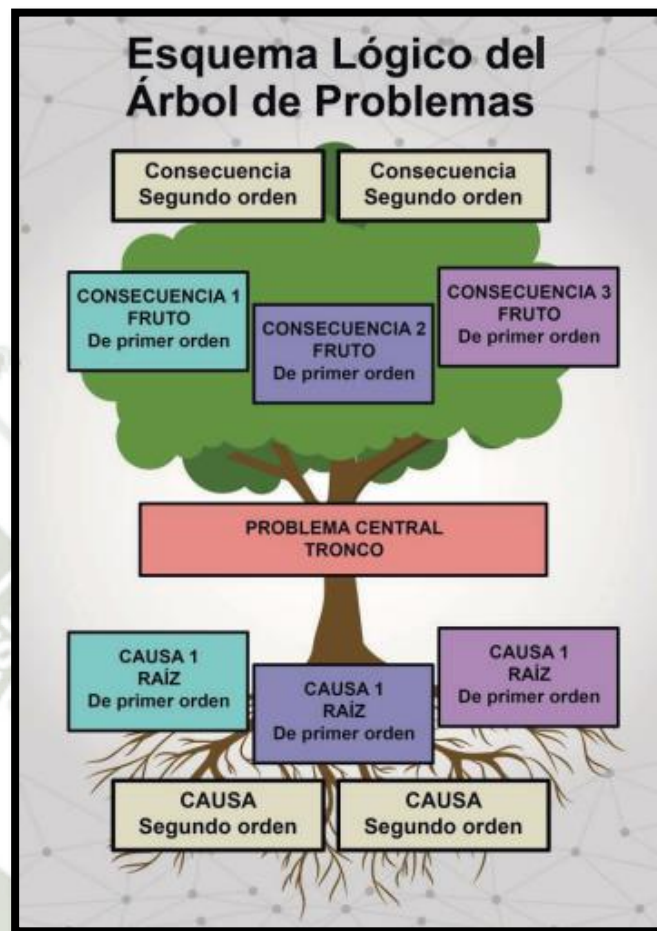 Esquema Lógico del
Árbol de Problemas
Consecuencia
Segundo orden
Consecuencia
Segundo orden
CONSECUENCIA 1
FRUTO
De primer orden
CONSECUENCIA 2
FRUTO
De primer orden
CONSECUENCIA 3
FRUTO
De primer orden
PROBLEMA CENTRAL
TRONCO
CAUSA 1
RAÍZ
De primer orden
CAUSA 1
RAÍZ
De primer orden
CAUSA 1
RAÍZ
De primer orden
CAUSA
Segundo orden
CAUSA
Segundo orden